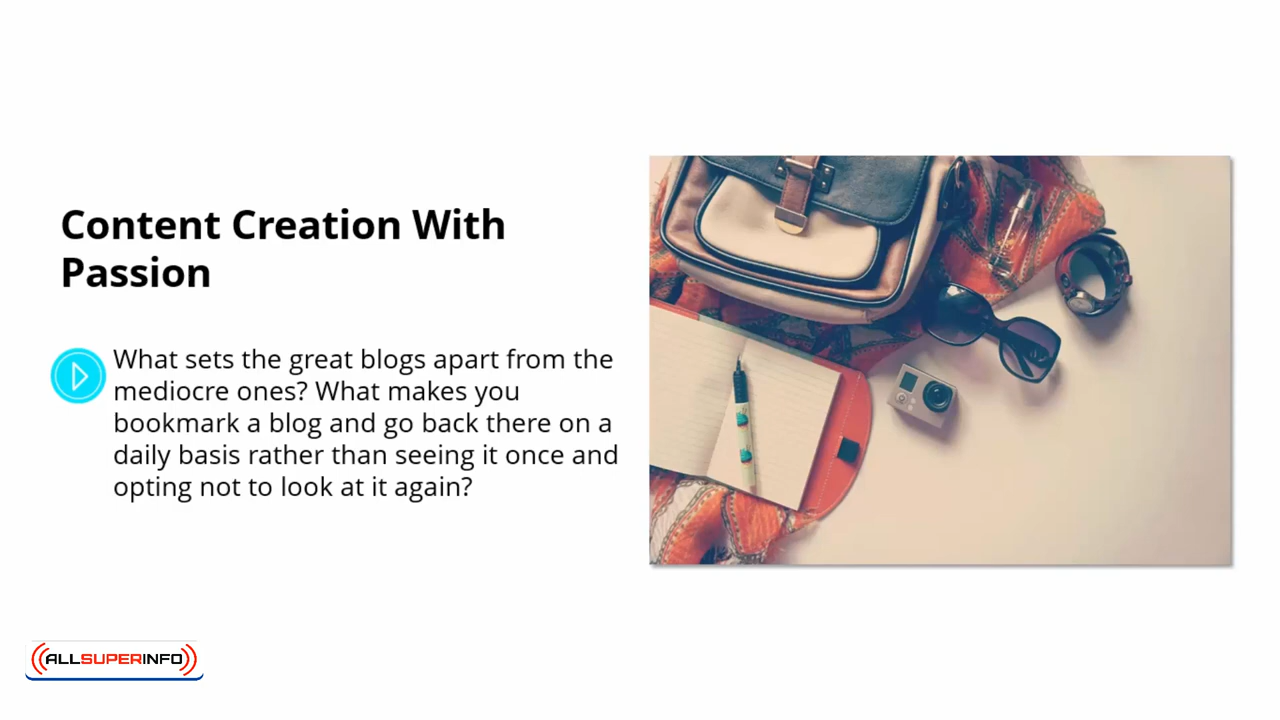 Content Creation With
Passion
What sets the great blogs apart from the
mediocre ones? What makes you
bookmark a blog and go back there on a
daily basis rather than seeing it once and
opting not to look at it again?
ALLSUPERINFO